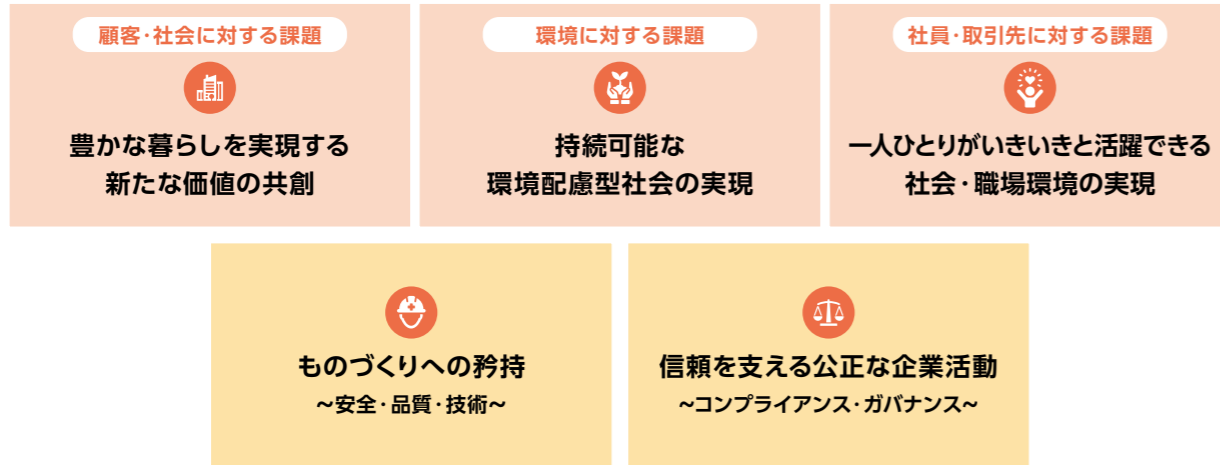 顧客・社会に対する課題
豊かな暮らしを実現する
新たな価値の共創
環境に対する課題
持続可能な
環境配慮型社会の実現
社員・取引先に対する課題
一人ひとりがいきいきと活躍できる
社会・職場環境の実現
ものづくりへの矜持
~安全・品質・技術~
信頼を支える公正な企業活動
~コンプライアンス・ガバナンス~